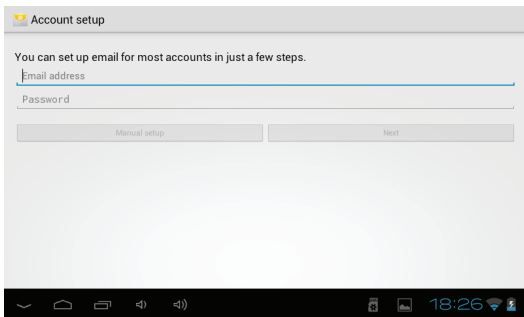 Account setup
You can set up email for most accounts in just a few steps.
Email address
Password
Manual setup
Next
18:26